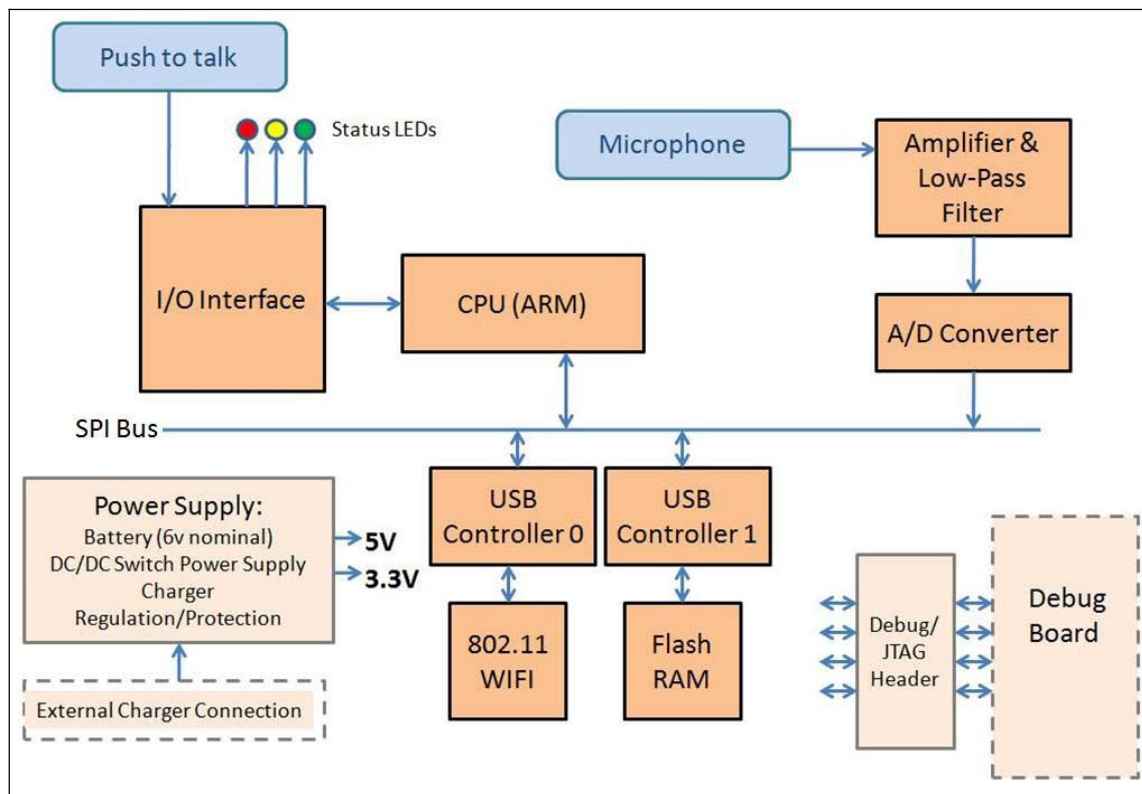 Push to talk
Status LEDs
Microphone
Amplifier &
Low-Pass
Filter
I/O Interface
CPU (ARM)
A/D Converter
SPI Bus
Power Supply:
Battery (6v nominal)
DC/DC Switch Power Supply
Charger
Regulation/Protection
5V
3.3V
External Charger Connection
USB
Controller 0
USB
Controller 1
802.11
WIFI
Flash
RAM
Debug/
JTAG
Header
Debug
Board